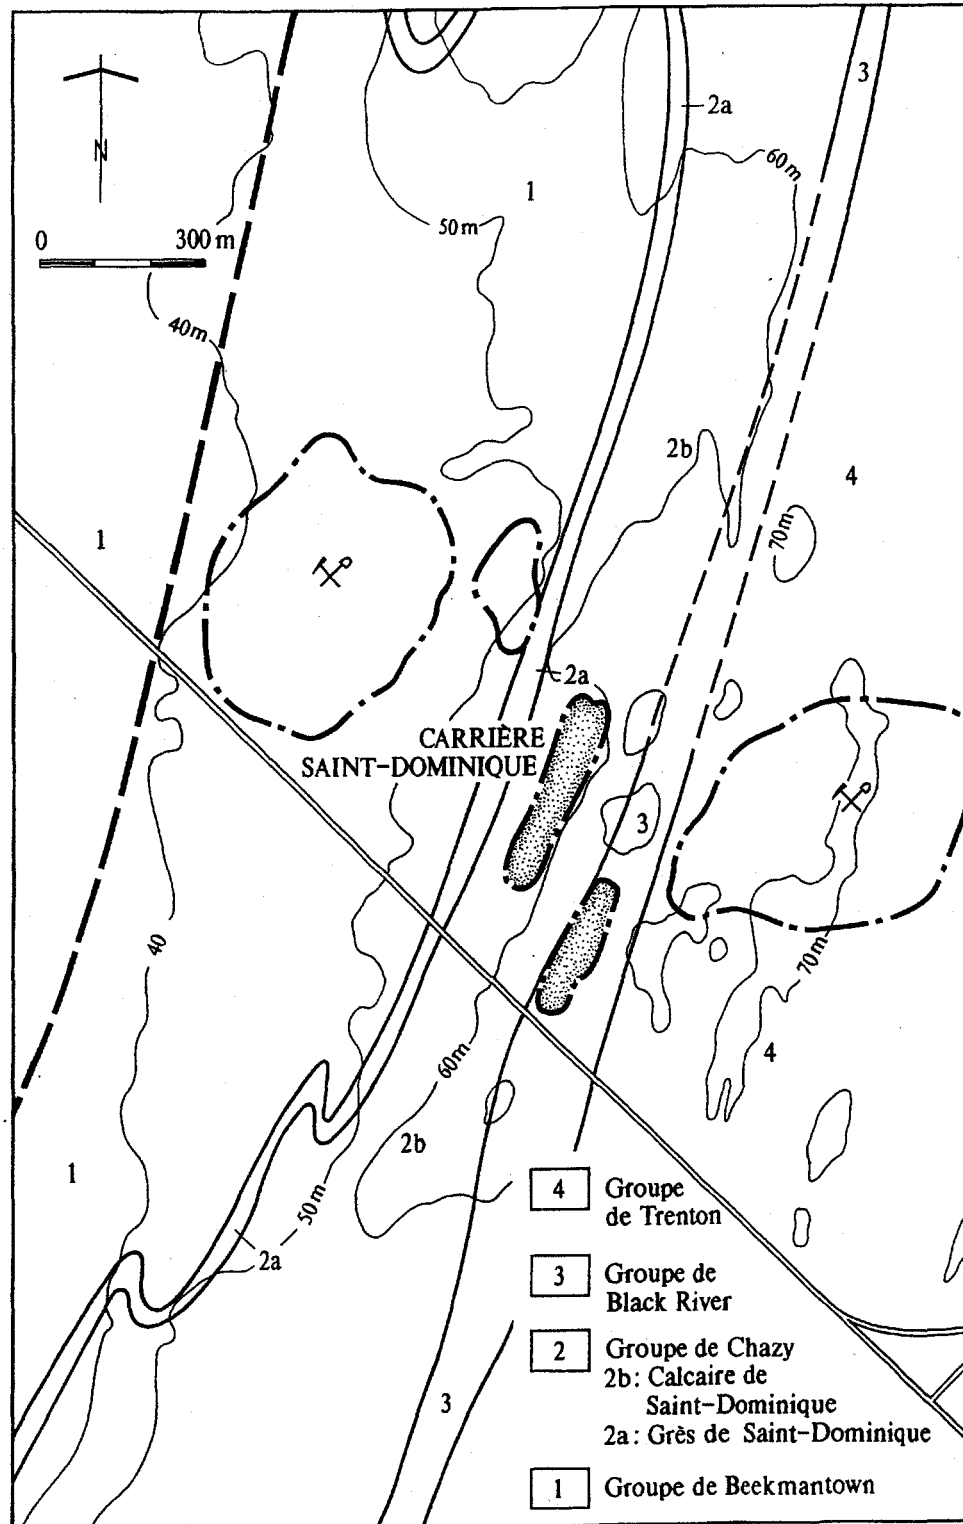 3
2a
N
60m
1
50m
0 300 m
40m
2b
4
70m
1
2a
CARRIÈRE
SAINT-DOMINIQUE
3
40
70m
60m
4
2b
1
50m
2a
3
4 Groupe
de Trenton
3 Groupe de
Black River
2 Groupe de Chazy
2b: Calcaire de
Saint-Dominique
2a: Grès de Saint-Dominique
1 Groupe de Beekmantown